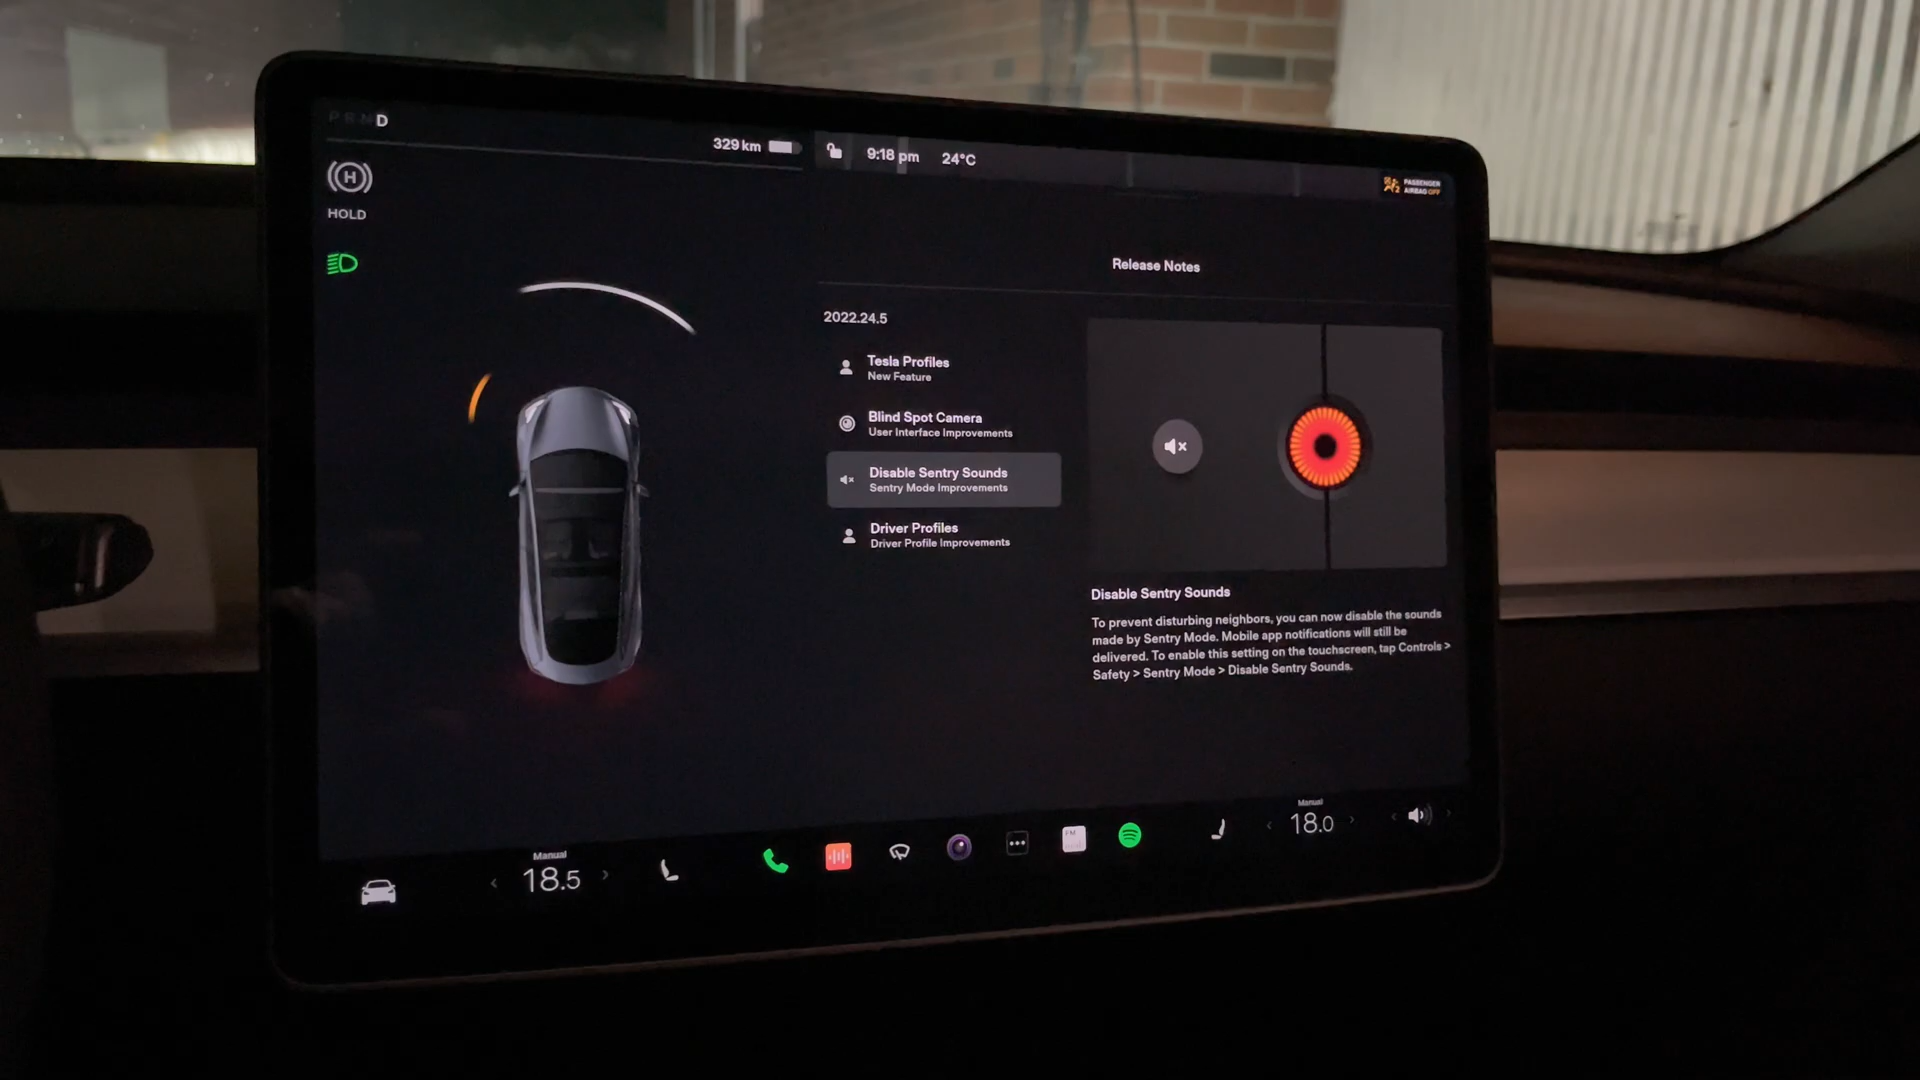 P R N D
329 km
9:18 pm
24°C
PASSENGER
AIRBAG OFF
H
HOLD
Release Notes
2022.24.5
Tesla Profiles
New Feature
Blind Spot Camera
User Interface Improvements
Disable Sentry Sounds
Sentry Mode Improvements
Driver Profiles
Driver Profile Improvements
Disable Sentry Sounds
To prevent disturbing neighbors, you can now disable the sounds
made by Sentry Mode. Mobile app notifications will still be
delivered. To enable this setting on the touchscreen, tap Controls >
Safety > Sentry Mode > Disable Sentry Sounds.
Manual
18.5
FM
Manual
18.0